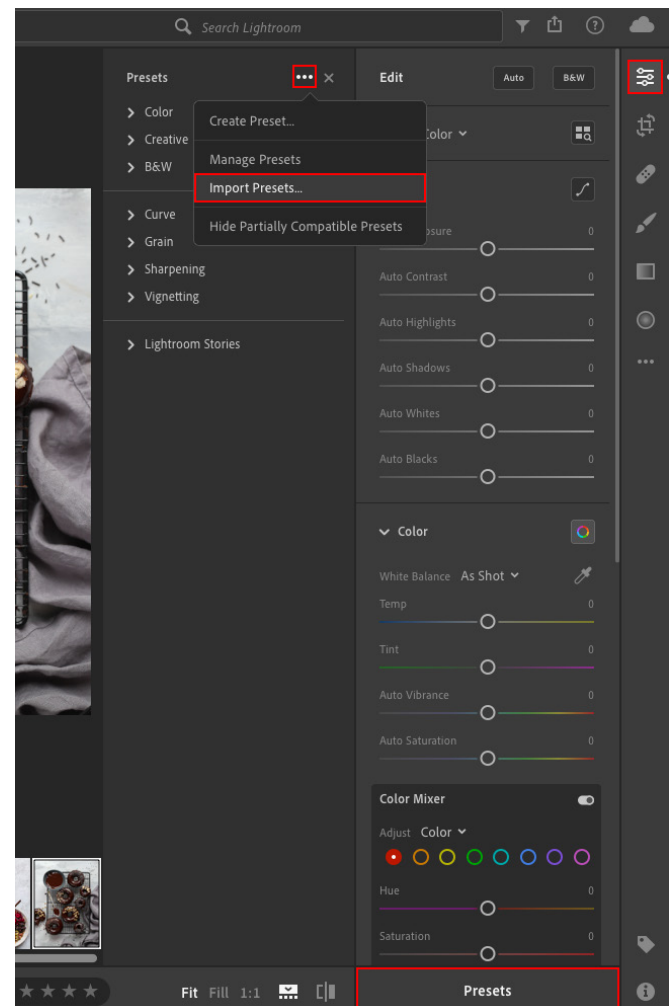 Search Lightroom
Presets
Color
Creative
B&W
Curve
Grain
Sharpening
Vignetting
Lightroom Stories
Create Preset...
Manage Presets
Import Presets...
Hide Partially Compatible Presets
Edit Auto B&W
Color
0
Auto Contrast 0
Auto Highlights 0
Auto Shadows 0
Auto Whites 0
Auto Blacks 0
Color
White Balance As Shot
Temp 0
Tint 0
Auto Vibrance 0
Auto Saturation 0
Color Mixer
Adjust Color
Hue 0
Saturation 0
Fit Fill 1:1
Presets